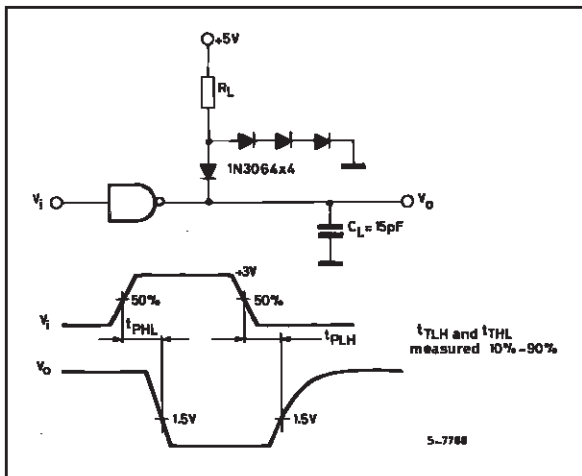 +5V
RL
1N3064x4
Vi
Vo
CL=15pF
+3V
50%
50%
Vi
tPHL
tPLH
tTLH and tTHL
measured 10%-90%
Vo
1.5V
1.5V
S-7788